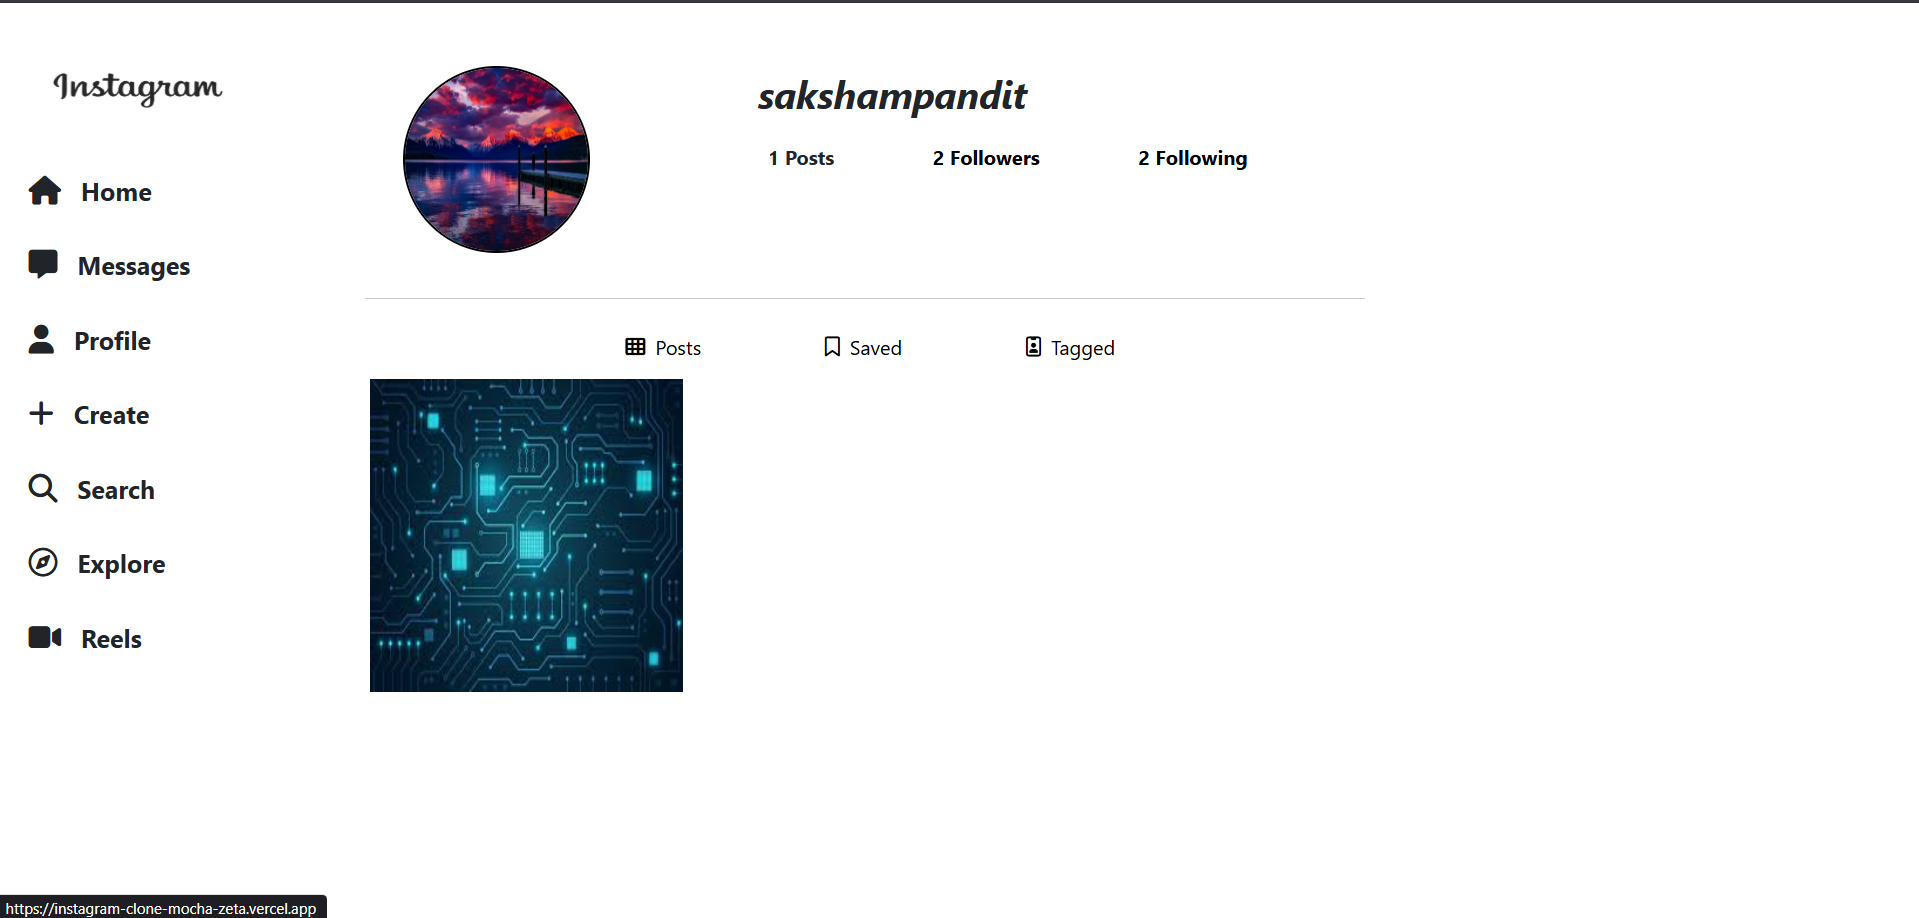 Instagram
Home
Messages
Profile
Create
Search
Explore
Reels
sakshampandit
1 Posts 2 Followers 2 Following
Posts Saved Tagged
https://instagram-clone-mocha-zeta.vercel.app